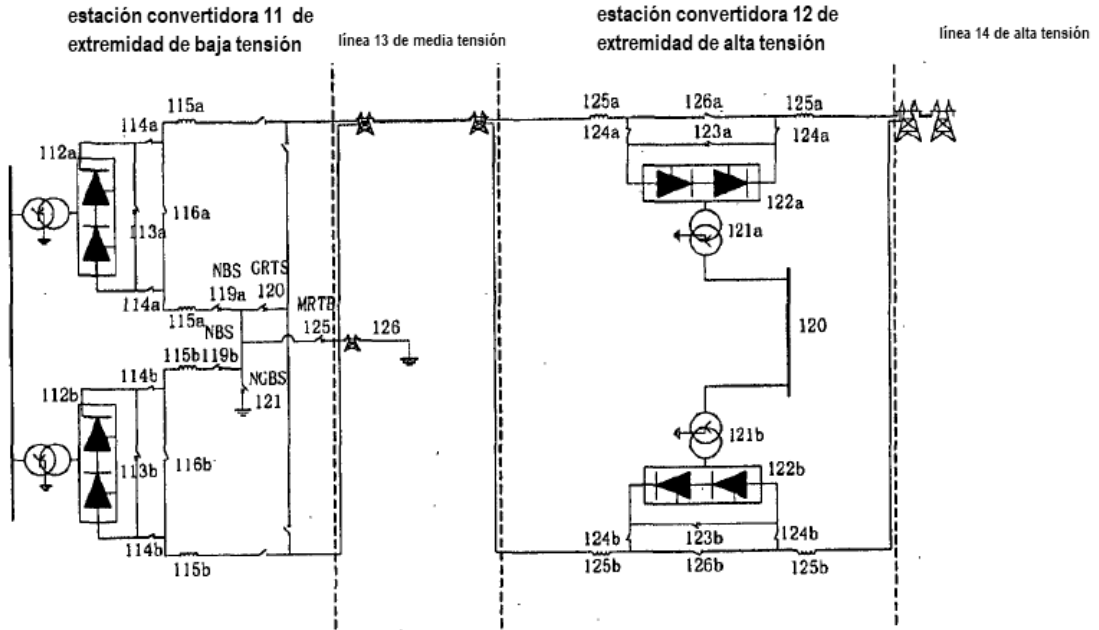 estación convertidora 11 de
extremidad de baja tensión
línea 13 de media tensión
estación convertidora 12 de
extremidad de alta tensión
línea 14 de alta tensión
115a
114a
112a
116a
113a
NBS
119a
GRTS
120
114a
115a
MRTB
125
126
NBS
115b
119b
114b
112b
NGBS
121
113b
116b
114b
115b
125a
126a
125a
124a
123a
124a
122a
121a
120
121b
122b
124b
123b
124b
125b
126b
125b